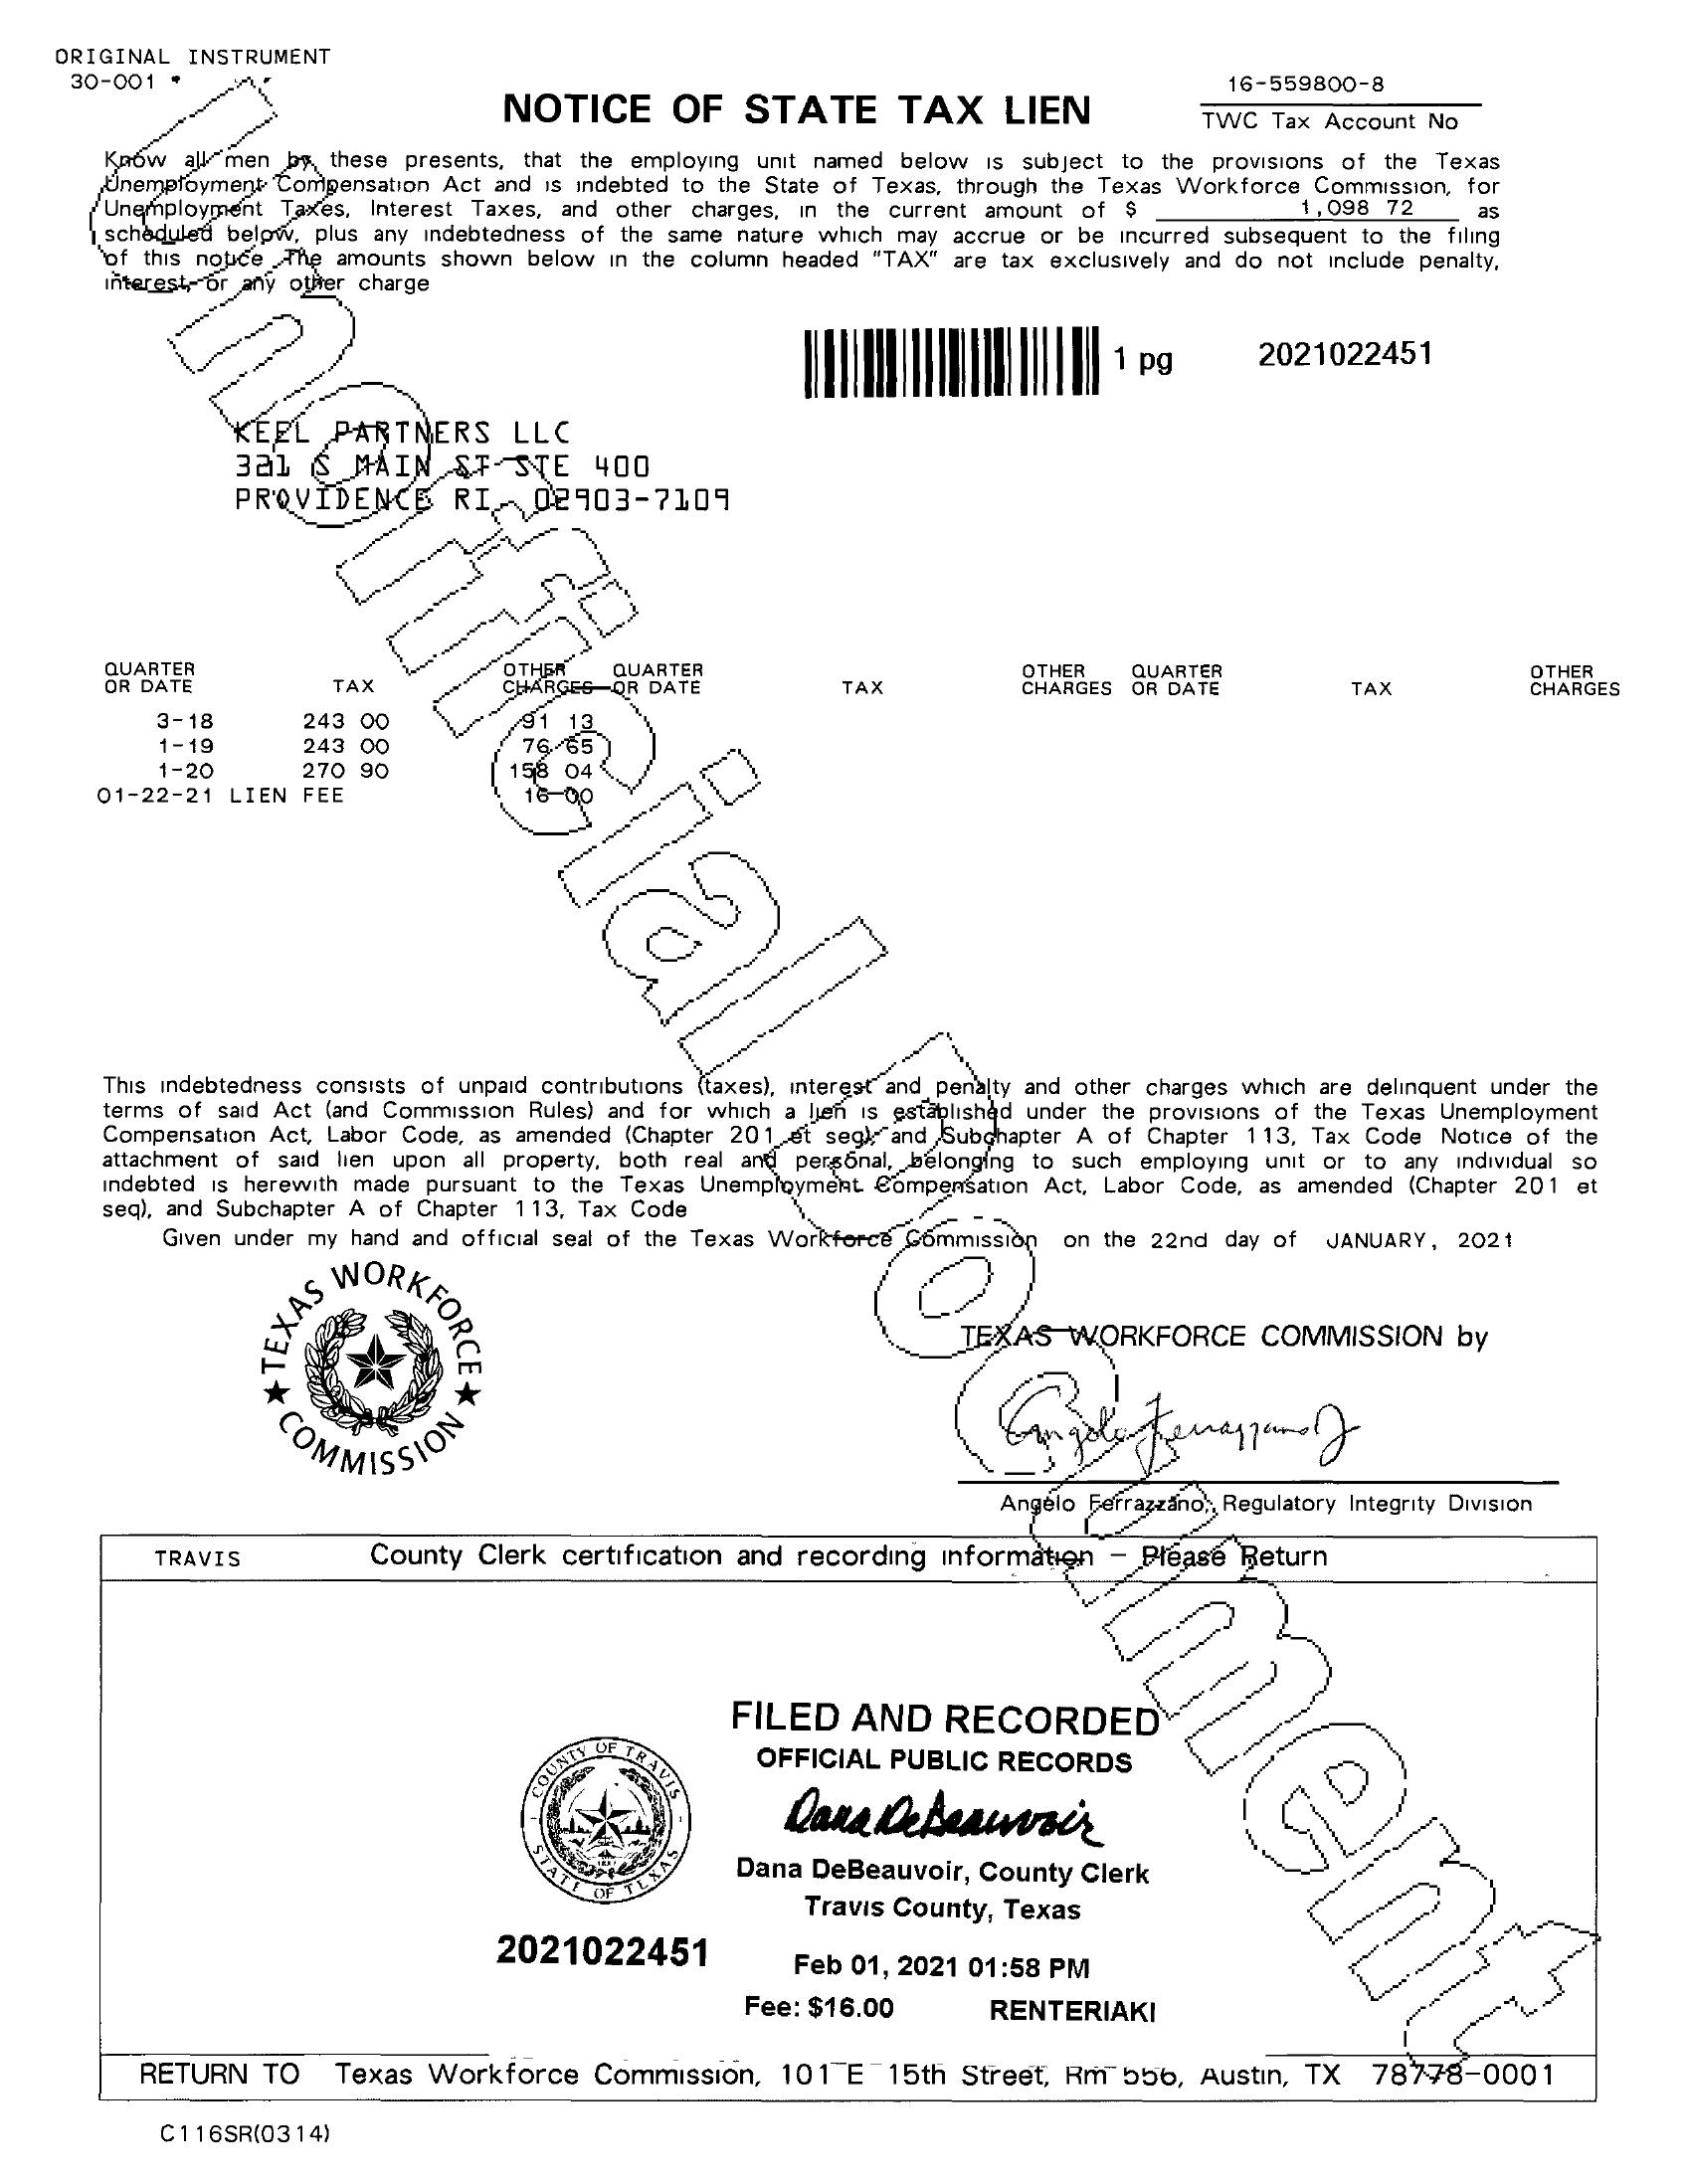 ORIGINAL INSTRUMENT
30-001
16-559800-8
NOTICE OF STATE TAX LIEN
TWC Tax Account No
Know all men by these presents, that the employing unit named below is subject to the provisions of the Texas
Unemployment Compensation Act and is indebted to the State of Texas, through the Texas Workforce Commission, for
Unemployment Taxes, Interest Taxes, and other charges, in the current amount of $ 1,098 72 as
scheduled below, plus any indebtedness of the same nature which may accrue or be incurred subsequent to the filing
of this notice The amounts shown below in the column headed "TAX" are tax exclusively and do not include penalty,
interest, or any other charge
1 pg 2021022451
KEEL PARTNERS LLC
321 S MAIN ST STE 400
PROVIDENCE RI 02903-7109
QUARTER OTHER QUARTER OTHER QUARTER OTHER
OR DATE TAX CHARGES OR DATE TAX CHARGES OR DATE TAX CHARGES
3-18 243 00 91 13
1-19 243 00 76 65
1-20 270 90 158 04
01-22-21 LIEN FEE 16 00
This indebtedness consists of unpaid contributions (taxes), interest and penalty and other charges which are delinquent under the
terms of said Act (and Commission Rules) and for which a lien is established under the provisions of the Texas Unemployment
Compensation Act, Labor Code, as amended (Chapter 201 et seq), and Subchapter A of Chapter 113, Tax Code Notice of the
attachment of said lien upon all property, both real and personal, belonging to such employing unit or to any individual so
indebted is herewith made pursuant to the Texas Unemployment Compensation Act, Labor Code, as amended (Chapter 201 et
seq), and Subchapter A of Chapter 113, Tax Code
Given under my hand and official seal of the Texas Workforce Commission on the 22nd day of JANUARY, 2021
TEXAS WORKFORCE COMMISSION
TEXAS WORKFORCE COMMISSION by
Angelo Ferrazzano J
Angelo Ferrazzano, Regulatory Integrity Division
TRAVIS County Clerk certification and recording information - Please Return
FILED AND RECORDED
OFFICIAL PUBLIC RECORDS
COUNTY OF TRAVIS
STATE OF TEXAS
Dana DeBeauvoir
Dana DeBeauvoir, County Clerk
Travis County, Texas
2021022451
Feb 01, 2021 01:58 PM
Fee: $16.00 RENTERIAKI
RETURN TO Texas Workforce Commission, 101 E 15th Street, Rm 556, Austin, TX 78778-0001
C116SR(0314)
Unofficial Document